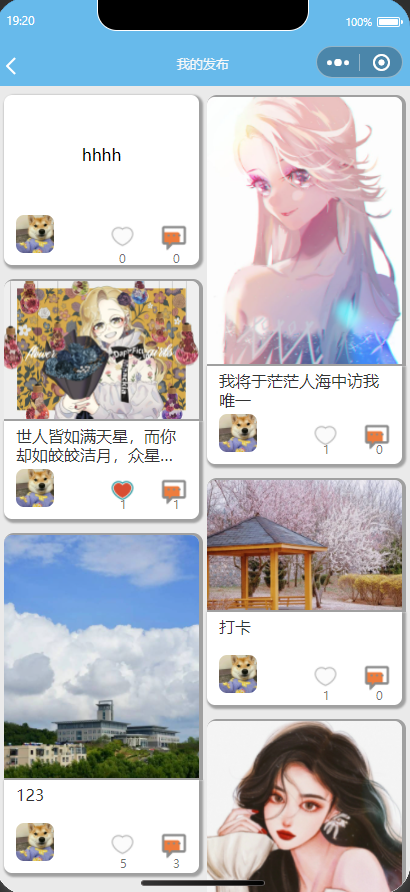 19:20
100%
我的发布
hhhh
0
0
flower
girls
世人皆如满天星，而你
却如皎皎洁月，众星...
1
1
123
5
3
我将于茫茫人海中访我
唯一
1
0
打卡
1
0